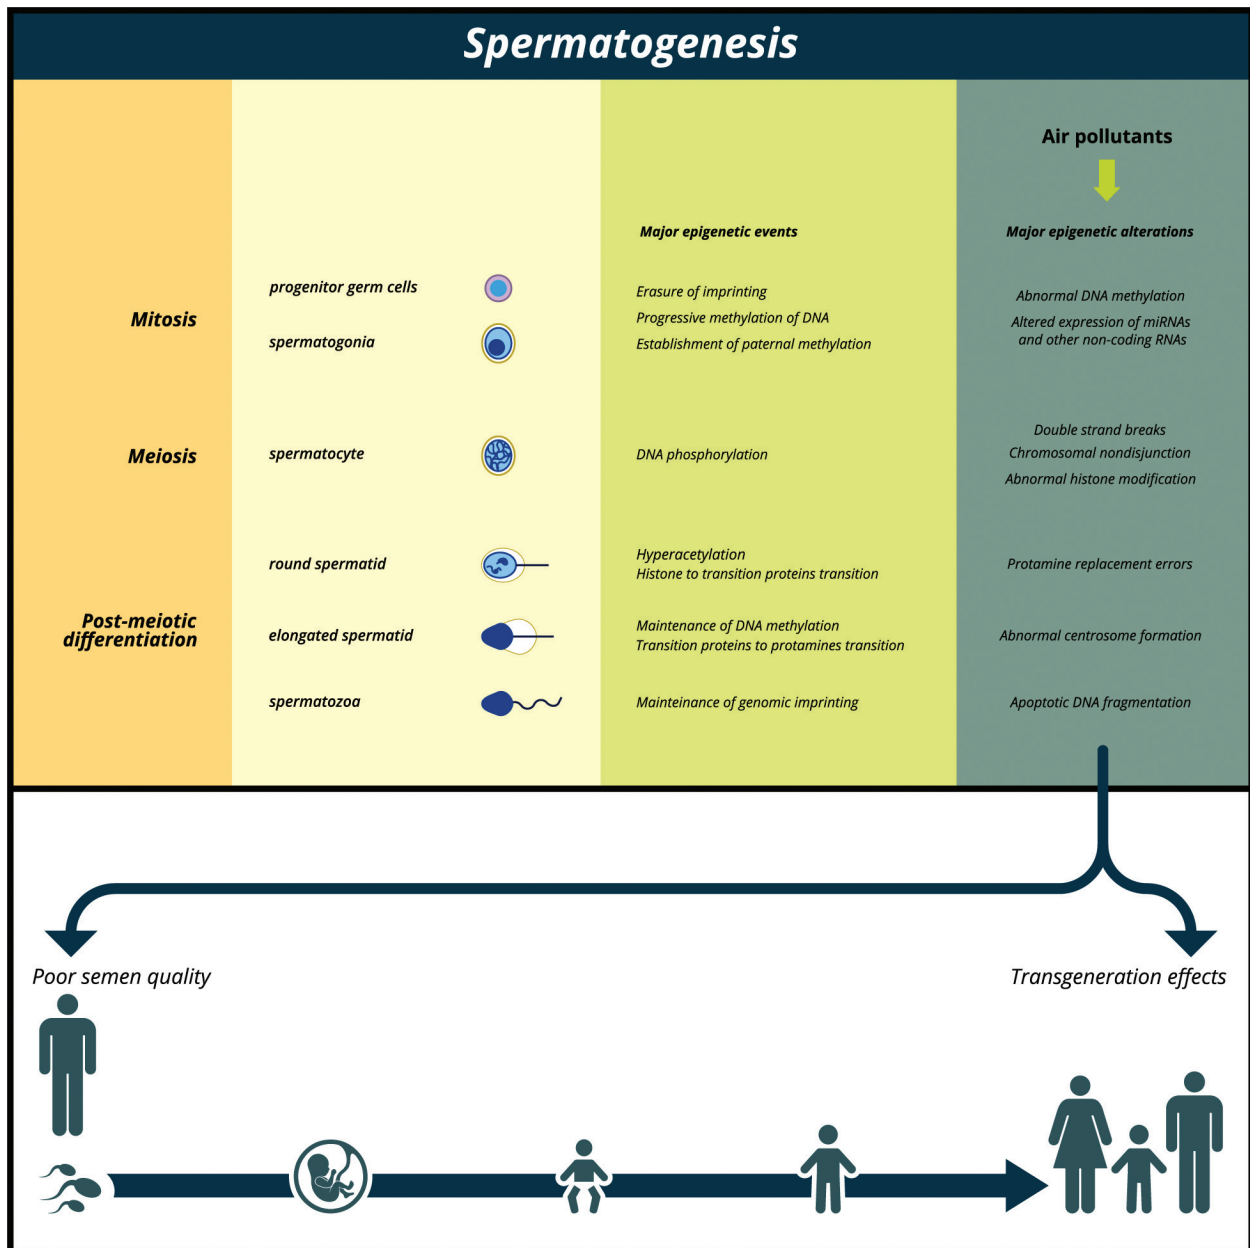 Spermatogenesis
Air pollutants
Major epigenetic events
Major epigenetic alterations
Mitosis
progenitor germ cells
spermatogonia
Erasure of imprinting
Progressive methylation of DNA
Establishment of paternal methylation
Abnormal DNA methylation
Altered expression of miRNAs
and other non-coding RNAs
Meiosis
spermatocyte
DNA phosphorylation
Double strand breaks
Chromosomal nondisjunction
Abnormal histone modification
Post-meiotic
differentiation
round spermatid
Hyperacetylation
Histone to transition proteins transition
Protamine replacement errors
elongated spermatid
Maintenance of DNA methylation
Transition proteins to protamines transition
Abnormal centrosome formation
spermatozoa
Mainteinance of genomic imprinting
Apoptotic DNA fragmentation
Poor semen quality
Transgeneration effects